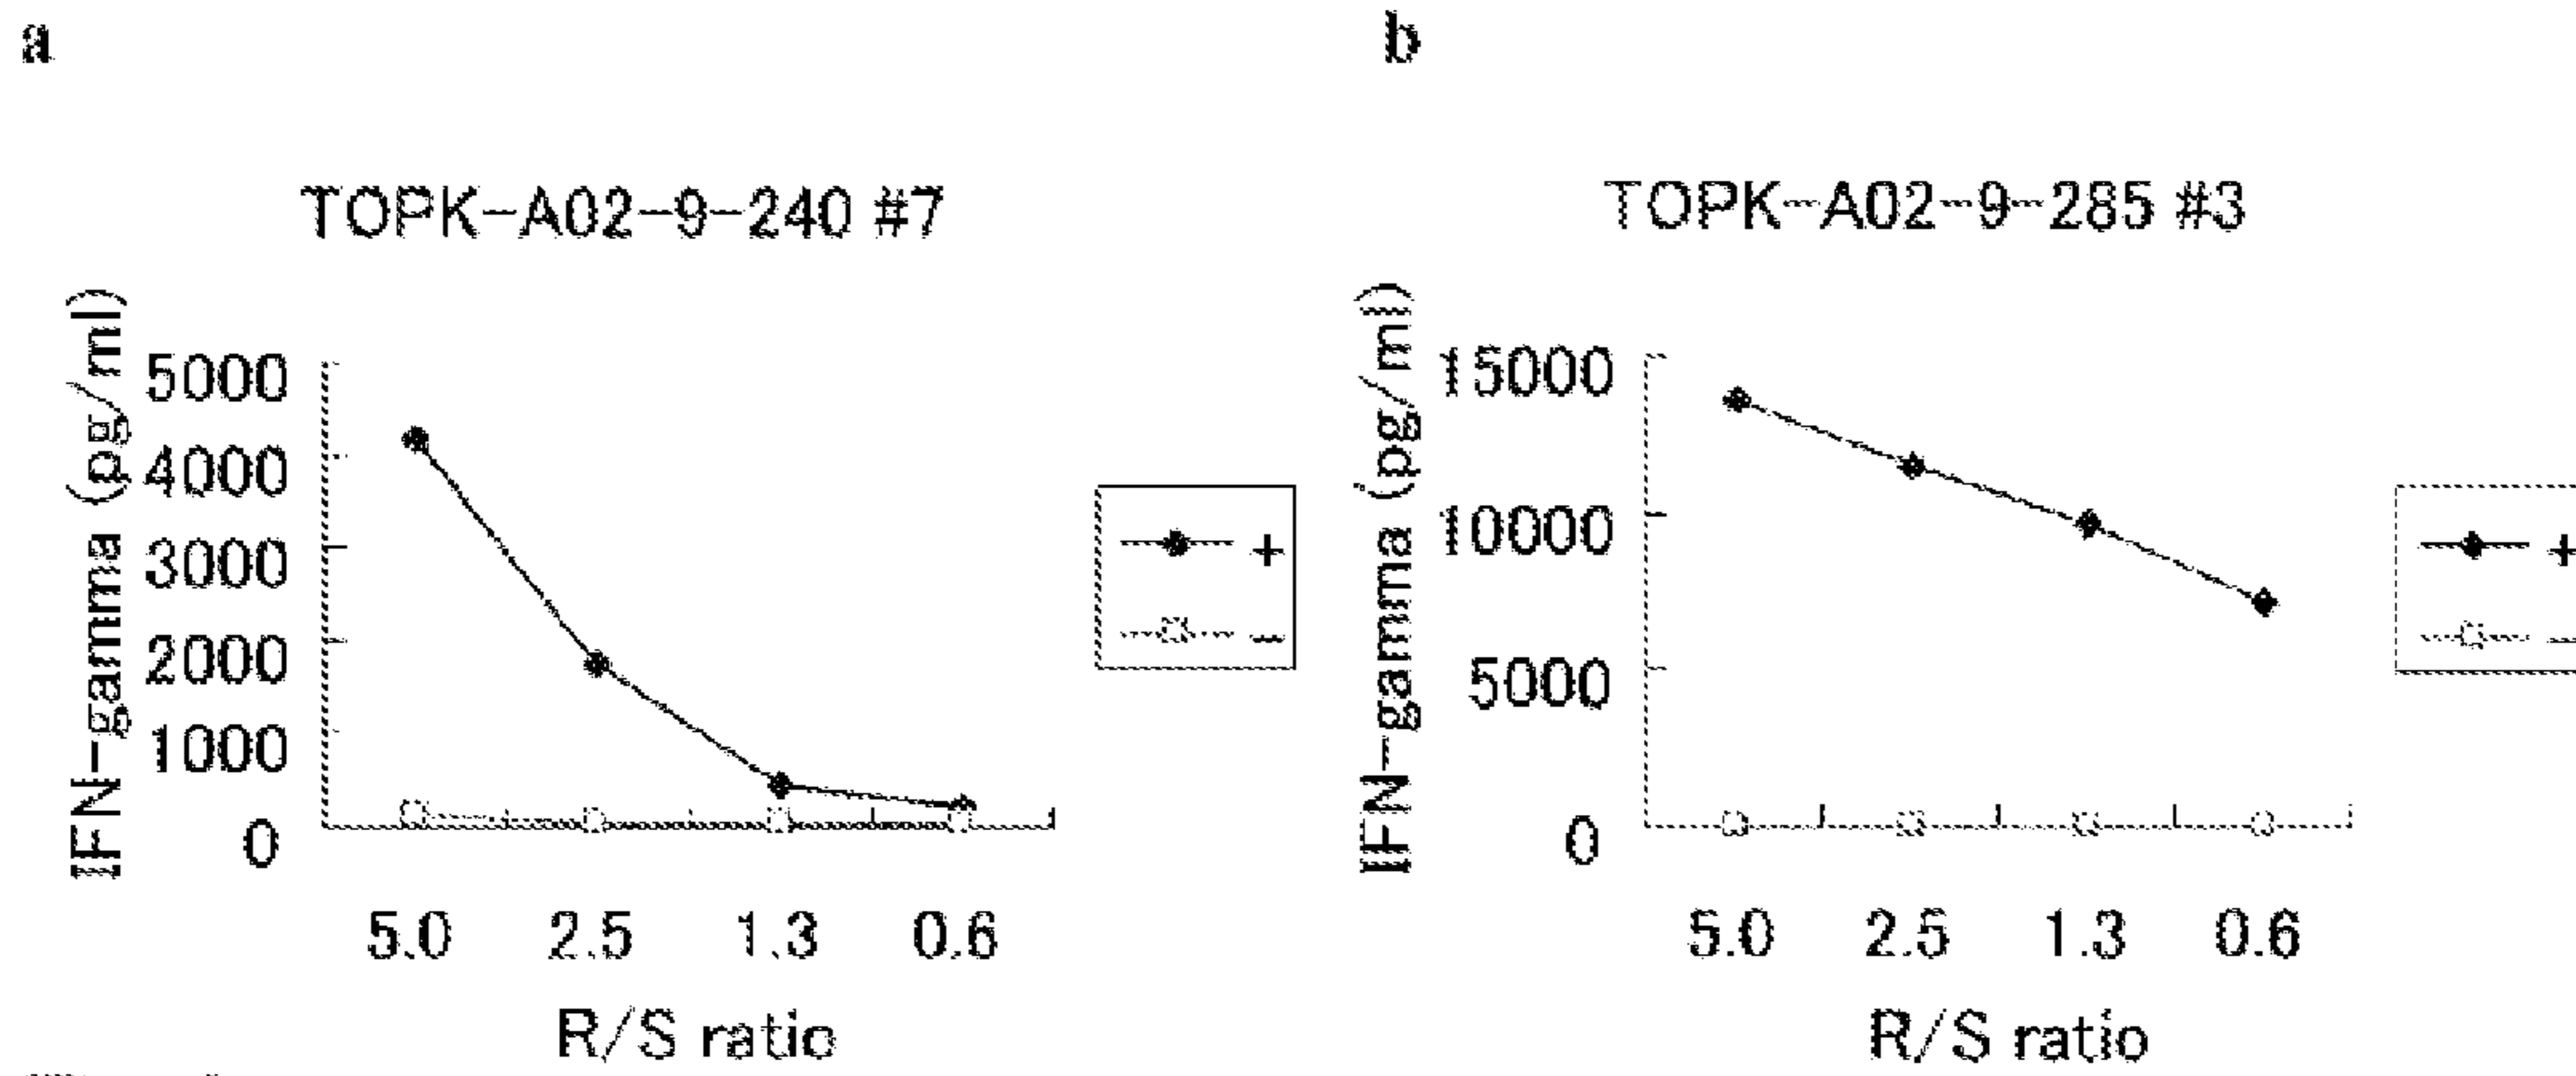 a
TOPK-A02-9-240 #7
IFN-gamma (pg/ml)
5000
4000
3000
2000
1000
0
5.0 2.5 1.3 0.6
R/S ratio
+
-
b
TOPK-A02-9-285 #3
IFN-gamma (pg/ml)
15000
10000
5000
0
5.0 2.5 1.3 0.6
R/S ratio
+
-